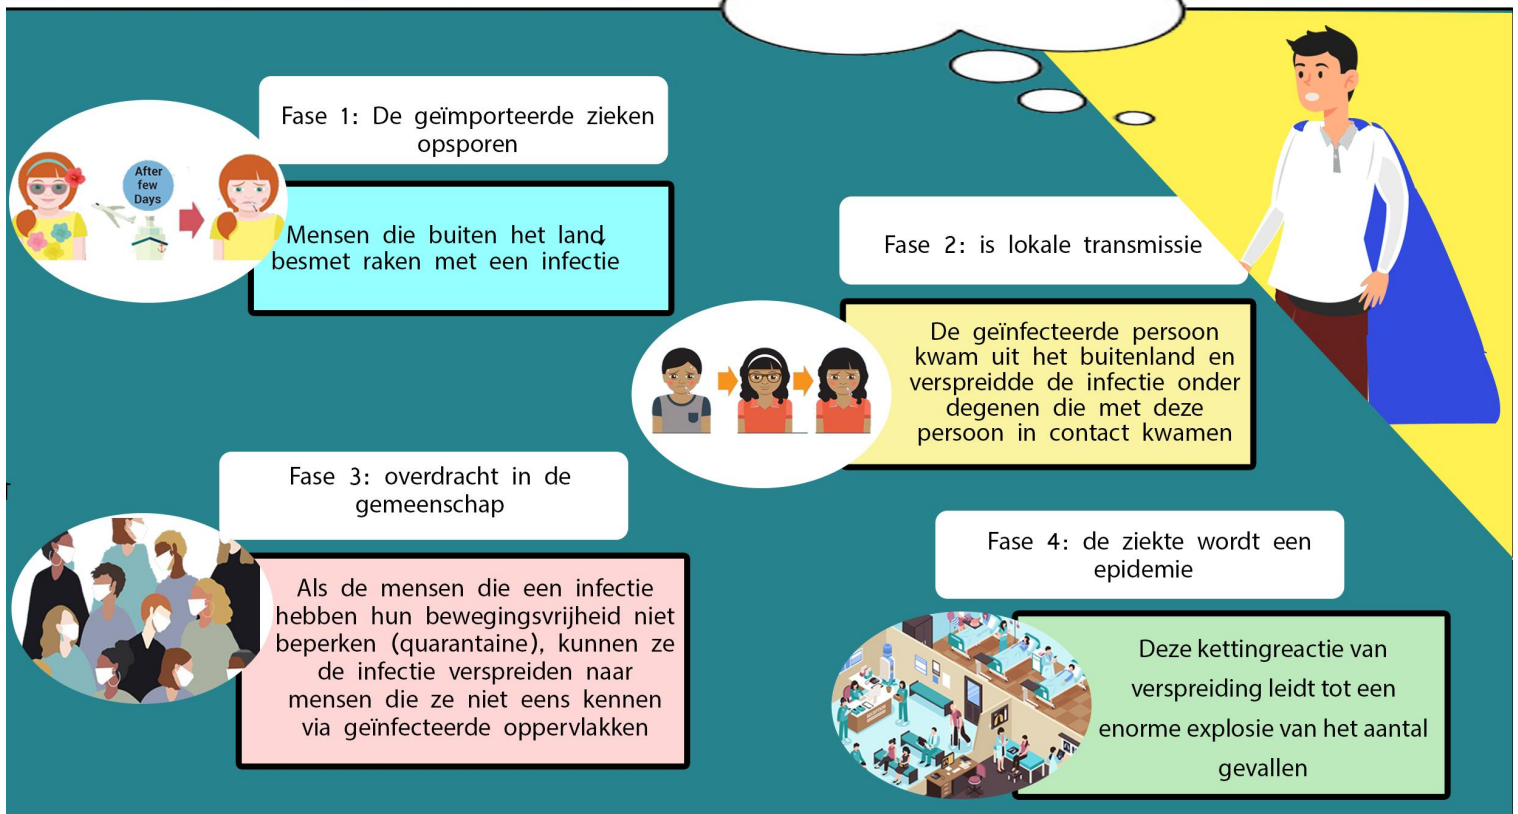 Fase 1: De geïmporteerde zieken
opsporen
After
few
Days
Mensen die buiten het land
besmet raken met een infectie
Fase 2: is lokale transmissie
De geïnfecteerde persoon
kwam uit het buitenland en
verspreidde de infectie onder
degenen die met deze
persoon in contact kwamen
Fase 3: overdracht in de
gemeenschap
Als de mensen die een infectie
hebben hun bewegingsvrijheid niet
beperken (quarantaine), kunnen ze
de infectie verspreiden naar
mensen die ze niet eens kennen
via geïnfecteerde oppervlakken
Fase 4: de ziekte wordt een
epidemie
Deze kettingreactie van
verspreiding leidt tot een
enorme explosie van het aantal
gevallen